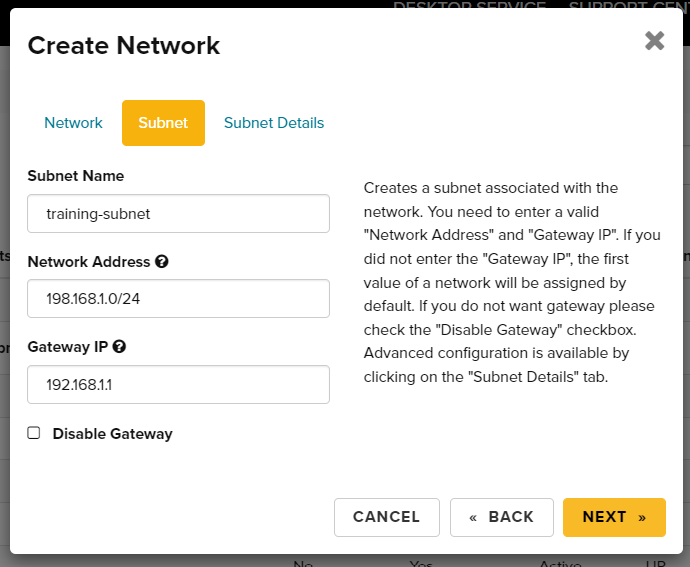 DESKTOP SERVICE SUPPORT CENT
Create Network
Network Subnet Subnet Details
Subnet Name
training-subnet
Network Address
198.168.1.0/24
Gateway IP
192.168.1.1
Disable Gateway
Creates a subnet associated with the
network. You need to enter a valid
"Network Address" and "Gateway IP". If you
did not enter the "Gateway IP", the first
value of a network will be assigned by
default. If you do not want gateway please
check the "Disable Gateway" checkbox.
Advanced configuration is available by
clicking on the "Subnet Details" tab.
CANCEL « BACK NEXT »
No Yes Active UP